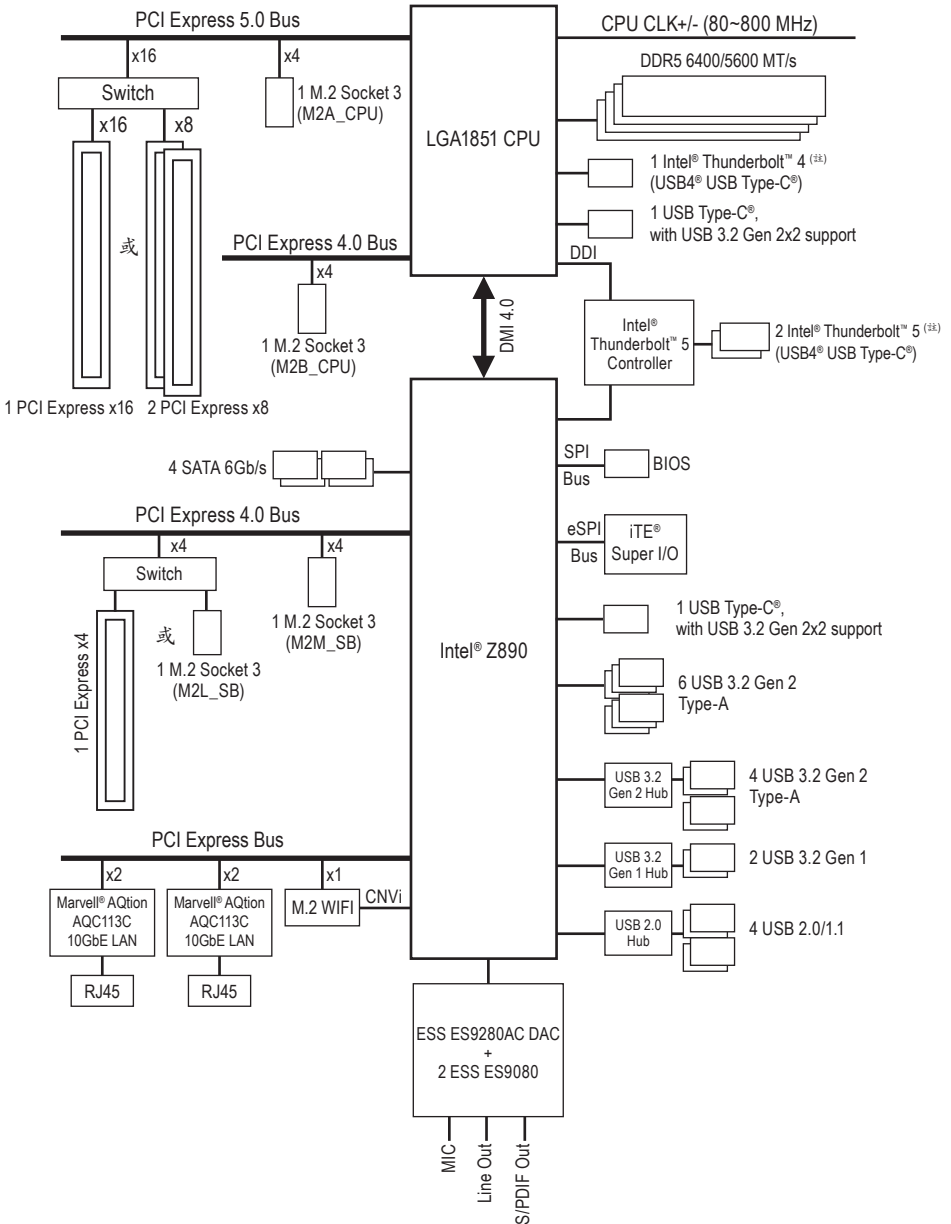 PCI Express 5.0 Bus
CPU CLK+/- (80~800 MHz)
x16
x4
DDR5 6400/5600 MT/s
Switch
1 M.2 Socket 3
(M2A_CPU)
x16
x8
LGA1851 CPU
1 Intel® Thunderbolt™ 4 (註)
(USB4® USB Type-C®)
1 USB Type-C®,
with USB 3.2 Gen 2x2 support
或
PCI Express 4.0 Bus
DDI
x4
1 M.2 Socket 3
(M2B_CPU)
DMI 4.0
Intel®
Thunderbolt™ 5
Controller
2 Intel® Thunderbolt™ 5 (註)
(USB4® USB Type-C®)
1 PCI Express x16
2 PCI Express x8
4 SATA 6Gb/s
SPI
Bus
BIOS
PCI Express 4.0 Bus
eSPI
Bus
iTE®
Super I/O
x4
x4
Switch
1 PCI Express x4
或
1 M.2 Socket 3
(M2L_SB)
1 M.2 Socket 3
(M2M_SB)
Intel® Z890
1 USB Type-C®,
with USB 3.2 Gen 2x2 support
6 USB 3.2 Gen 2
Type-A
USB 3.2
Gen 2 Hub
4 USB 3.2 Gen 2
Type-A
PCI Express Bus
USB 3.2
Gen 1 Hub
2 USB 3.2 Gen 1
x2
x2
x1
Marvell® AQtion
AQC113C
10GbE LAN
Marvell® AQtion
AQC113C
10GbE LAN
M.2 WIFI
CNVi
USB 2.0
Hub
4 USB 2.0/1.1
RJ45
RJ45
ESS ES9280AC DAC
+
2 ESS ES9080
MIC
Line Out
S/PDIF Out